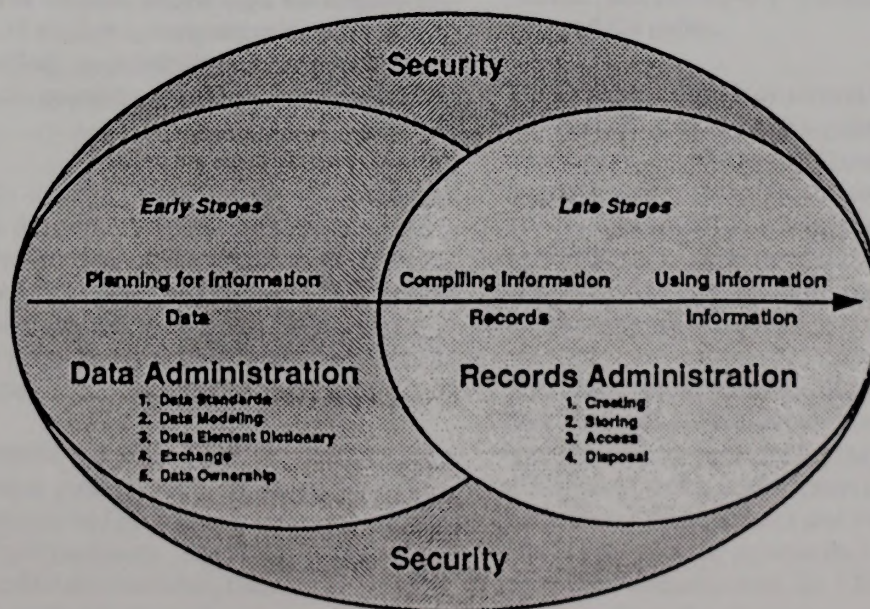 Security
Early Stages
Late Stages
Planning for Information
Compiling Information
Using Information
Data
Records
Information
Data Administration
1. Data Standards
2. Data Modeling
3. Data Element Dictionary
4. Exchange
5. Data Ownership
Records Administration
1. Creating
2. Storing
3. Access
4. Disposal
Security